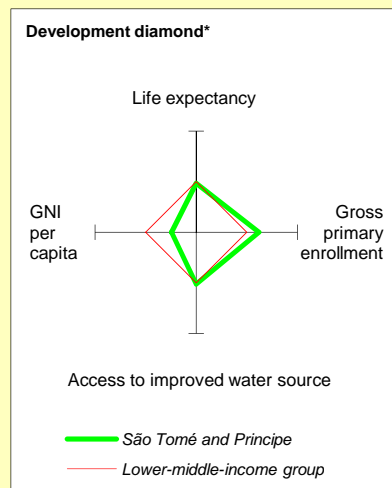 Development diamond*
Life expectancy
GNI
per
capita
Gross
primary
enrollment
Access to improved water source
São Tomé and Principe
Lower-middle-income group